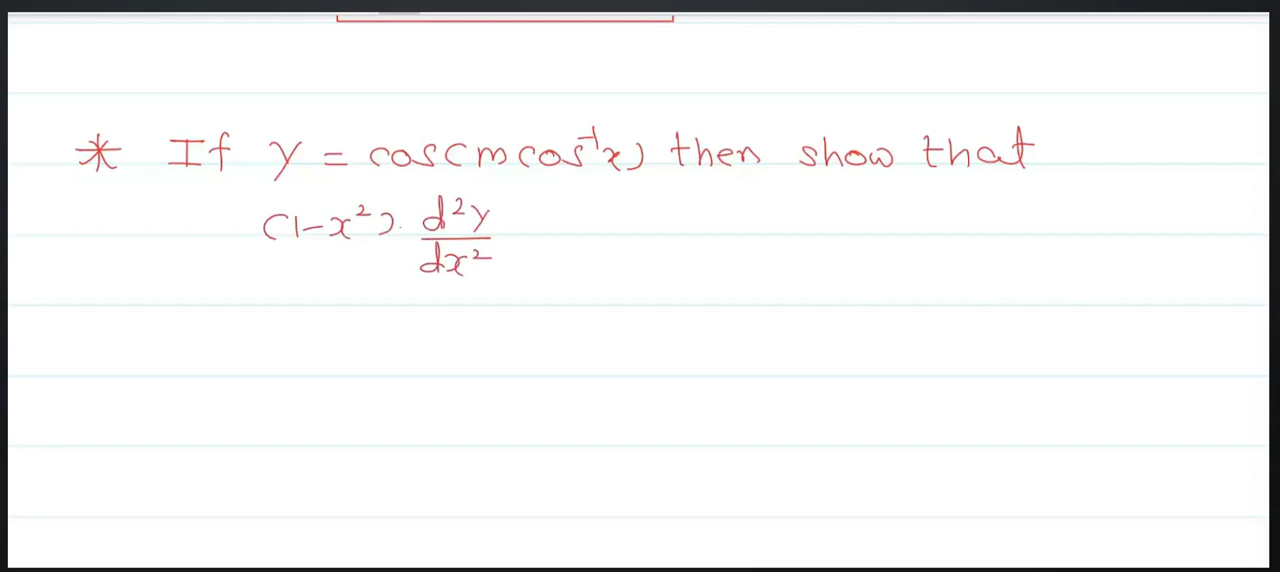 * If y = cos(m cos⁻¹x) then show that
(1-x²). d²y/dx²